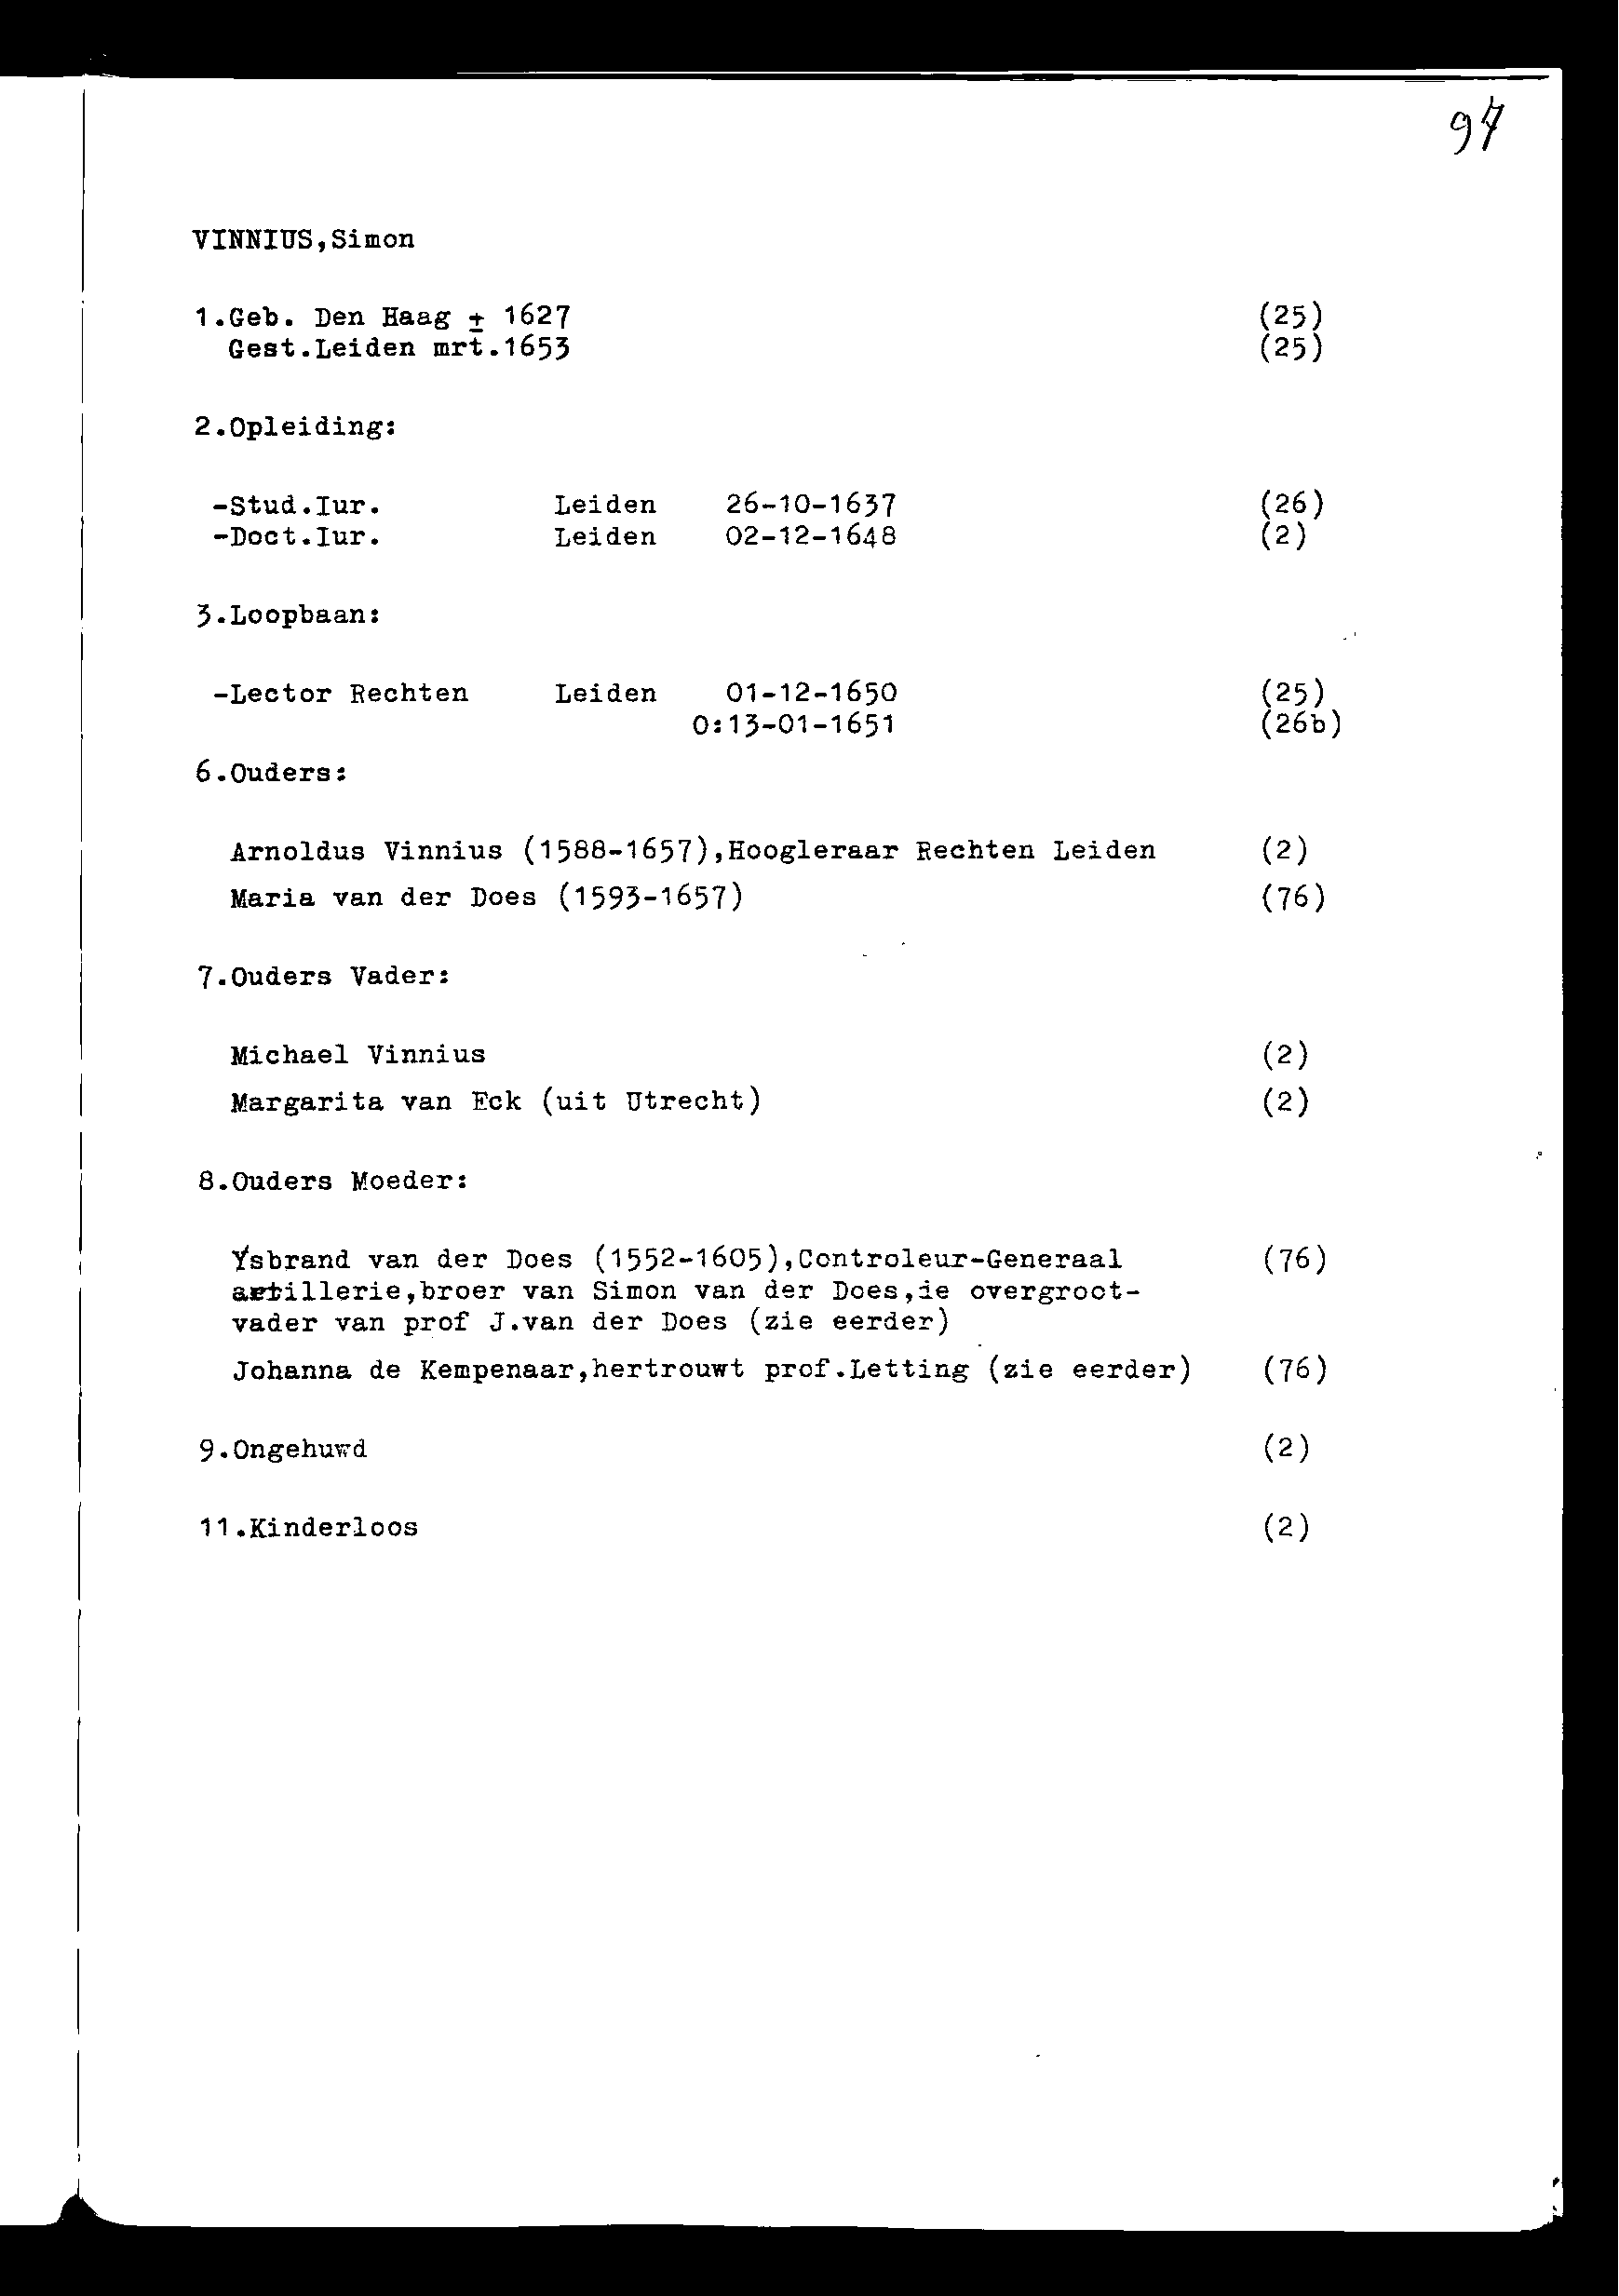 97
VINNIUS,Simon
1.Geb. Den Haag ± 1627 (25)
Gest.Leiden mrt.1653 (25)
2.Opleiding:
-Stud.Iur. Leiden 26-10-1637 (26)
-Doct.Iur. Leiden 02-12-1648 (2)
3.Loopbaan:
-Lector Rechten Leiden 01-12-1650 (25)
O:13-01-1651 (26b)
6.Ouders:
Arnoldus Vinnius (1588-1657),Hoogleraar Rechten Leiden (2)
Maria van der Does (1593-1657) (76)
7.Ouders Vader:
Michael Vinnius (2)
Margarita van Eck (uit Utrecht) (2)
8.Ouders Moeder:
Ysbrand van der Does (1552-1605),Controleur-Generaal (76)
artillerie,broer van Simon van der Does,ie overgroot-
vader van prof J.van der Does (zie eerder)
Johanna de Kempenaar,hertrouwt prof.Letting (zie eerder) (76)
9.Ongehuwd (2)
11.Kinderloos (2)